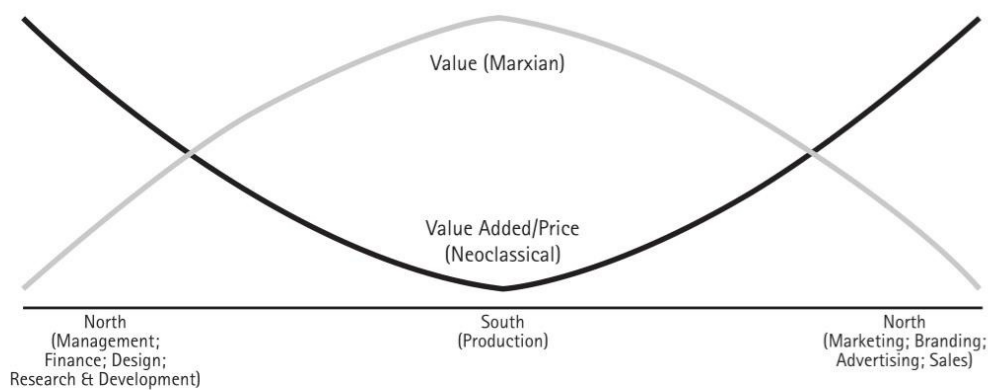 Value (Marxian)
Value Added/Price
(Neoclassical)
North
(Management;
Finance; Design;
Research & Development)
South
(Production)
North
(Marketing; Branding;
Advertising; Sales)